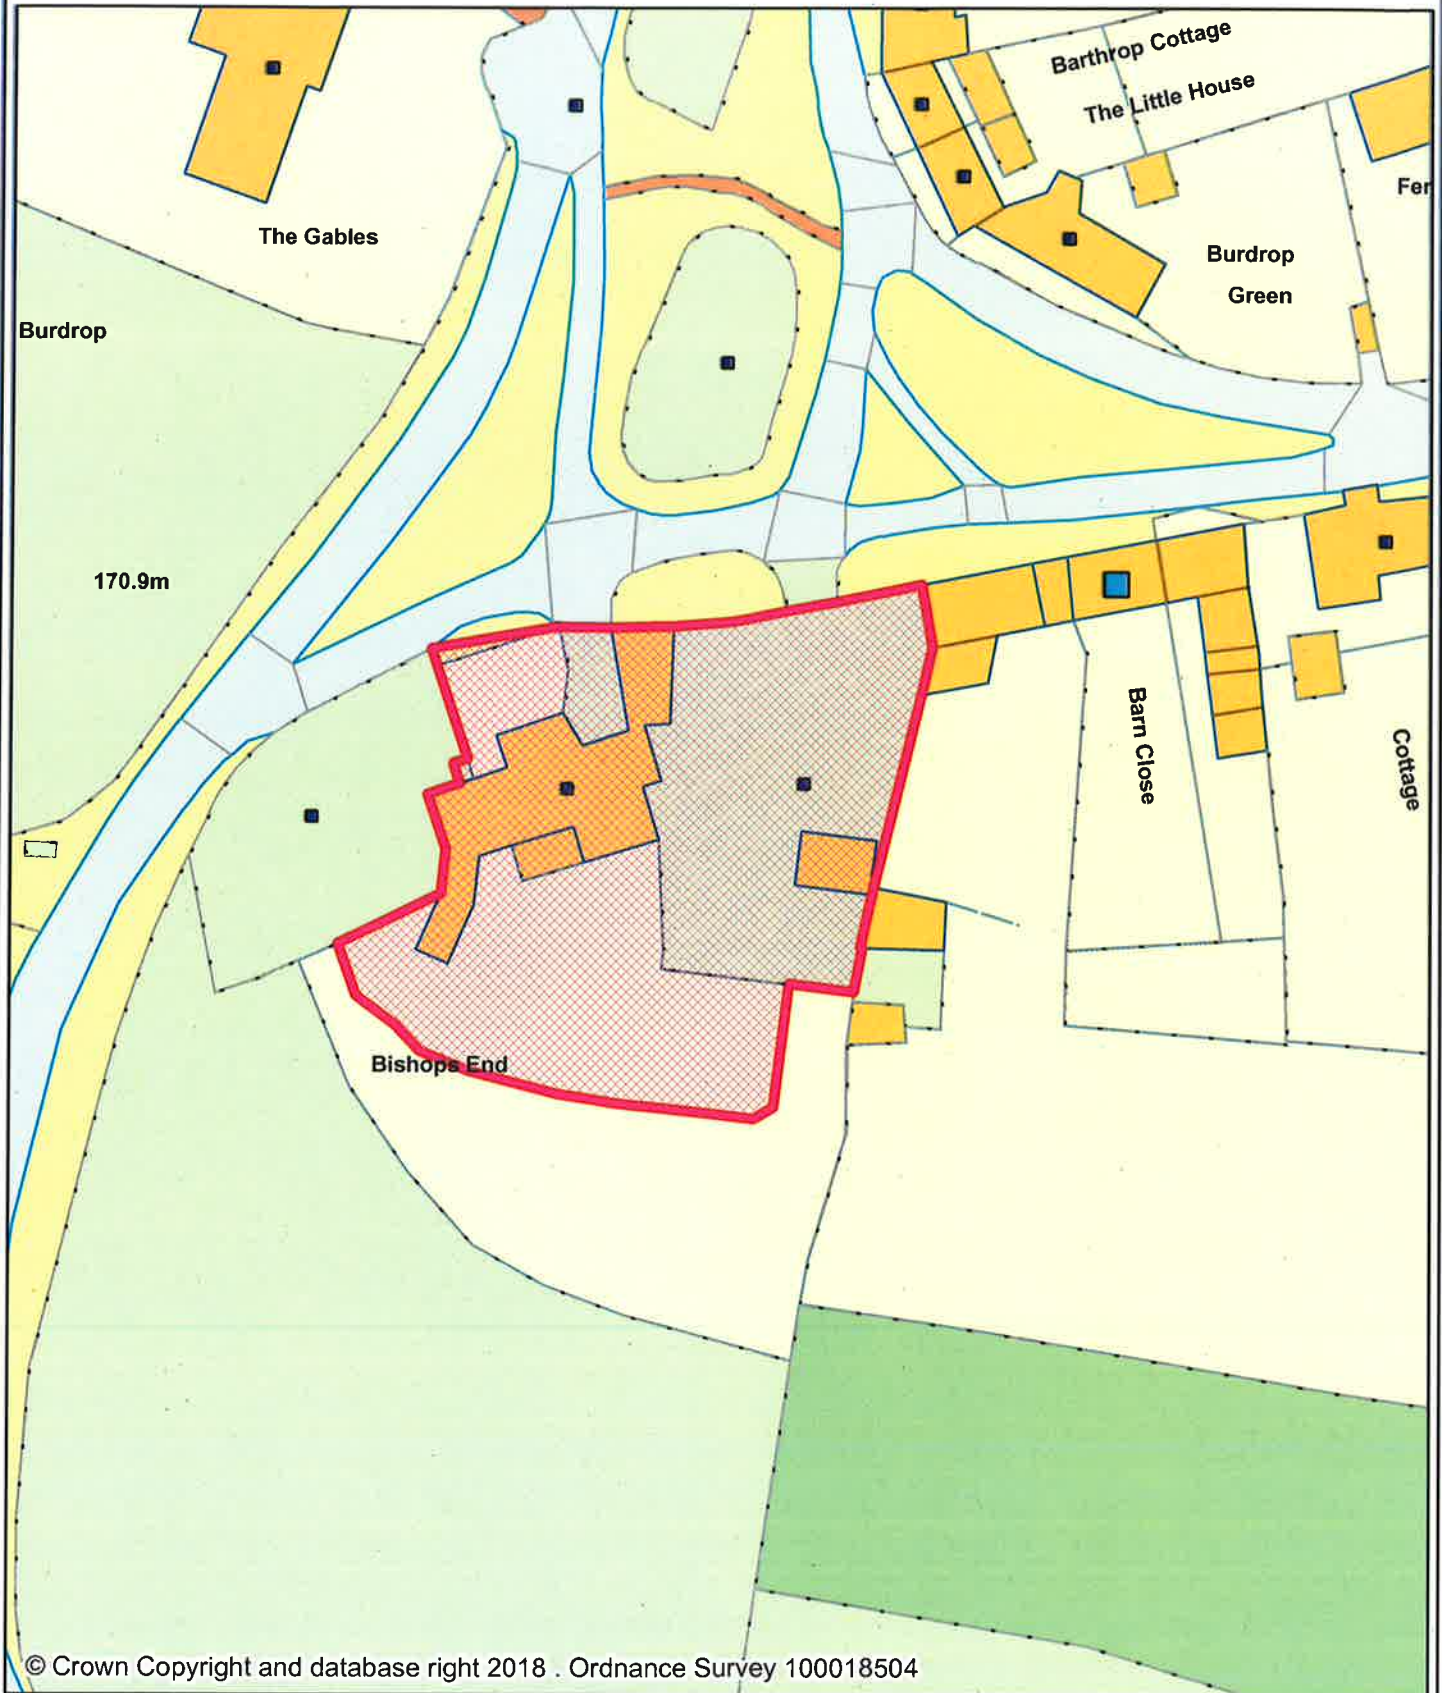 Barthrop Cottage
The Little House
Fer
The Gables
Burdrop
Green
Burdrop
170.9m
Barn Close
Cottage
Bishops End
© Crown Copyright and database right 2018 . Ordnance Survey 100018504